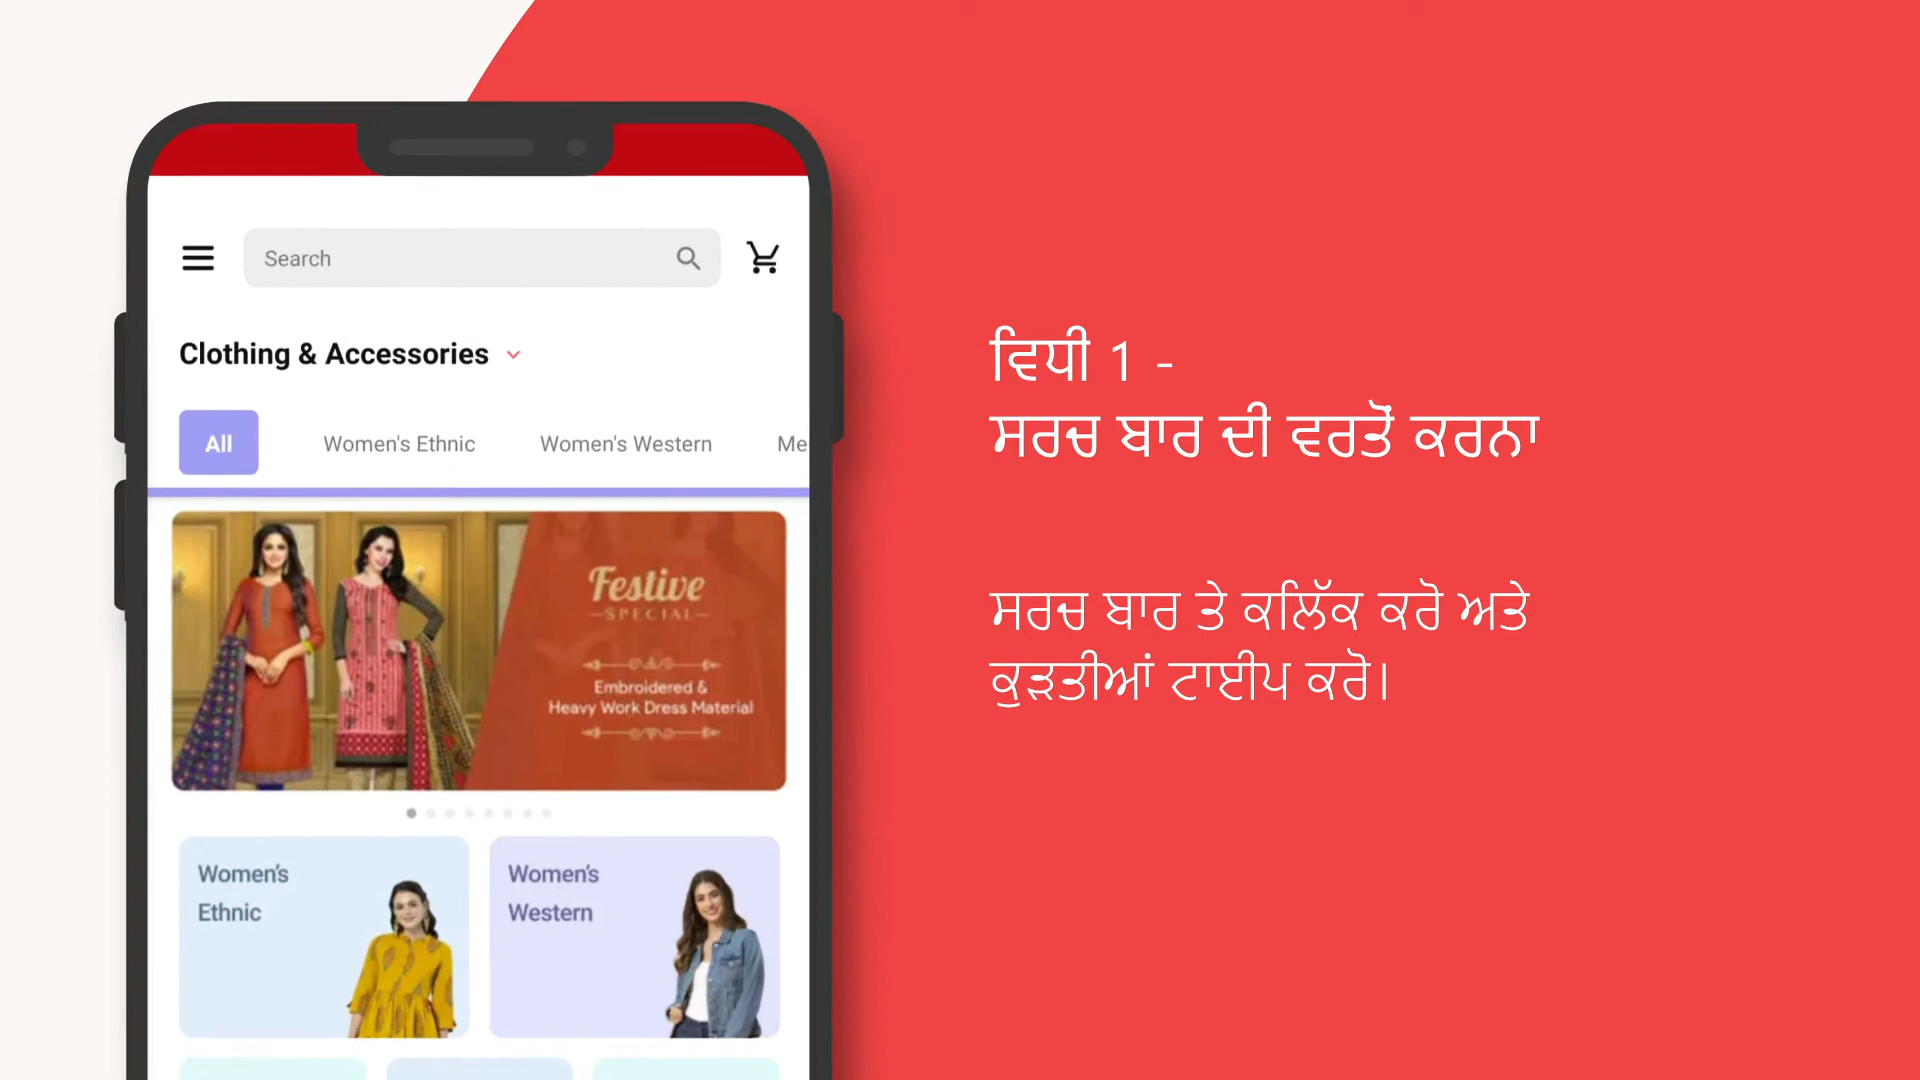 Search
Clothing & Accessories
All
Women's Ethnic
Women's Western
Me
Festive
SPECIAL
Embroidered &
Heavy Work Dress Material
Women's
Ethnic
Women's
Western
ਵਿਧੀ 1 -
ਸਰਚ ਬਾਰ ਦੀ ਵਰਤੋਂ ਕਰਨਾ
ਸਰਚ ਬਾਰ ਤੇ ਕਲਿੱਕ ਕਰੋ ਅਤੇ
ਕੁੜਤੀਆਂ ਟਾਈਪ ਕਰੋ।